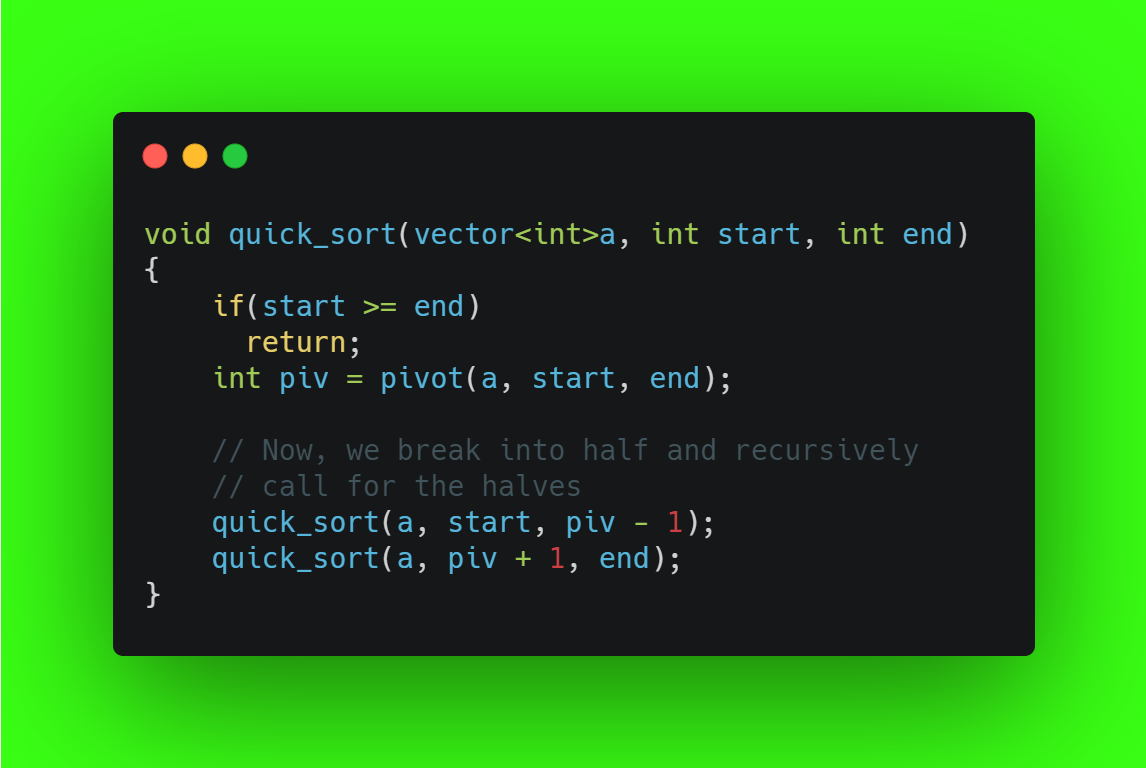 void quick_sort(vector<int>a, int start, int end)
{
    if(start >= end)
      return;
    int piv = pivot(a, start, end);

    // Now, we break into half and recursively
    // call for the halves
    quick_sort(a, start, piv - 1);
    quick_sort(a, piv + 1, end);
}